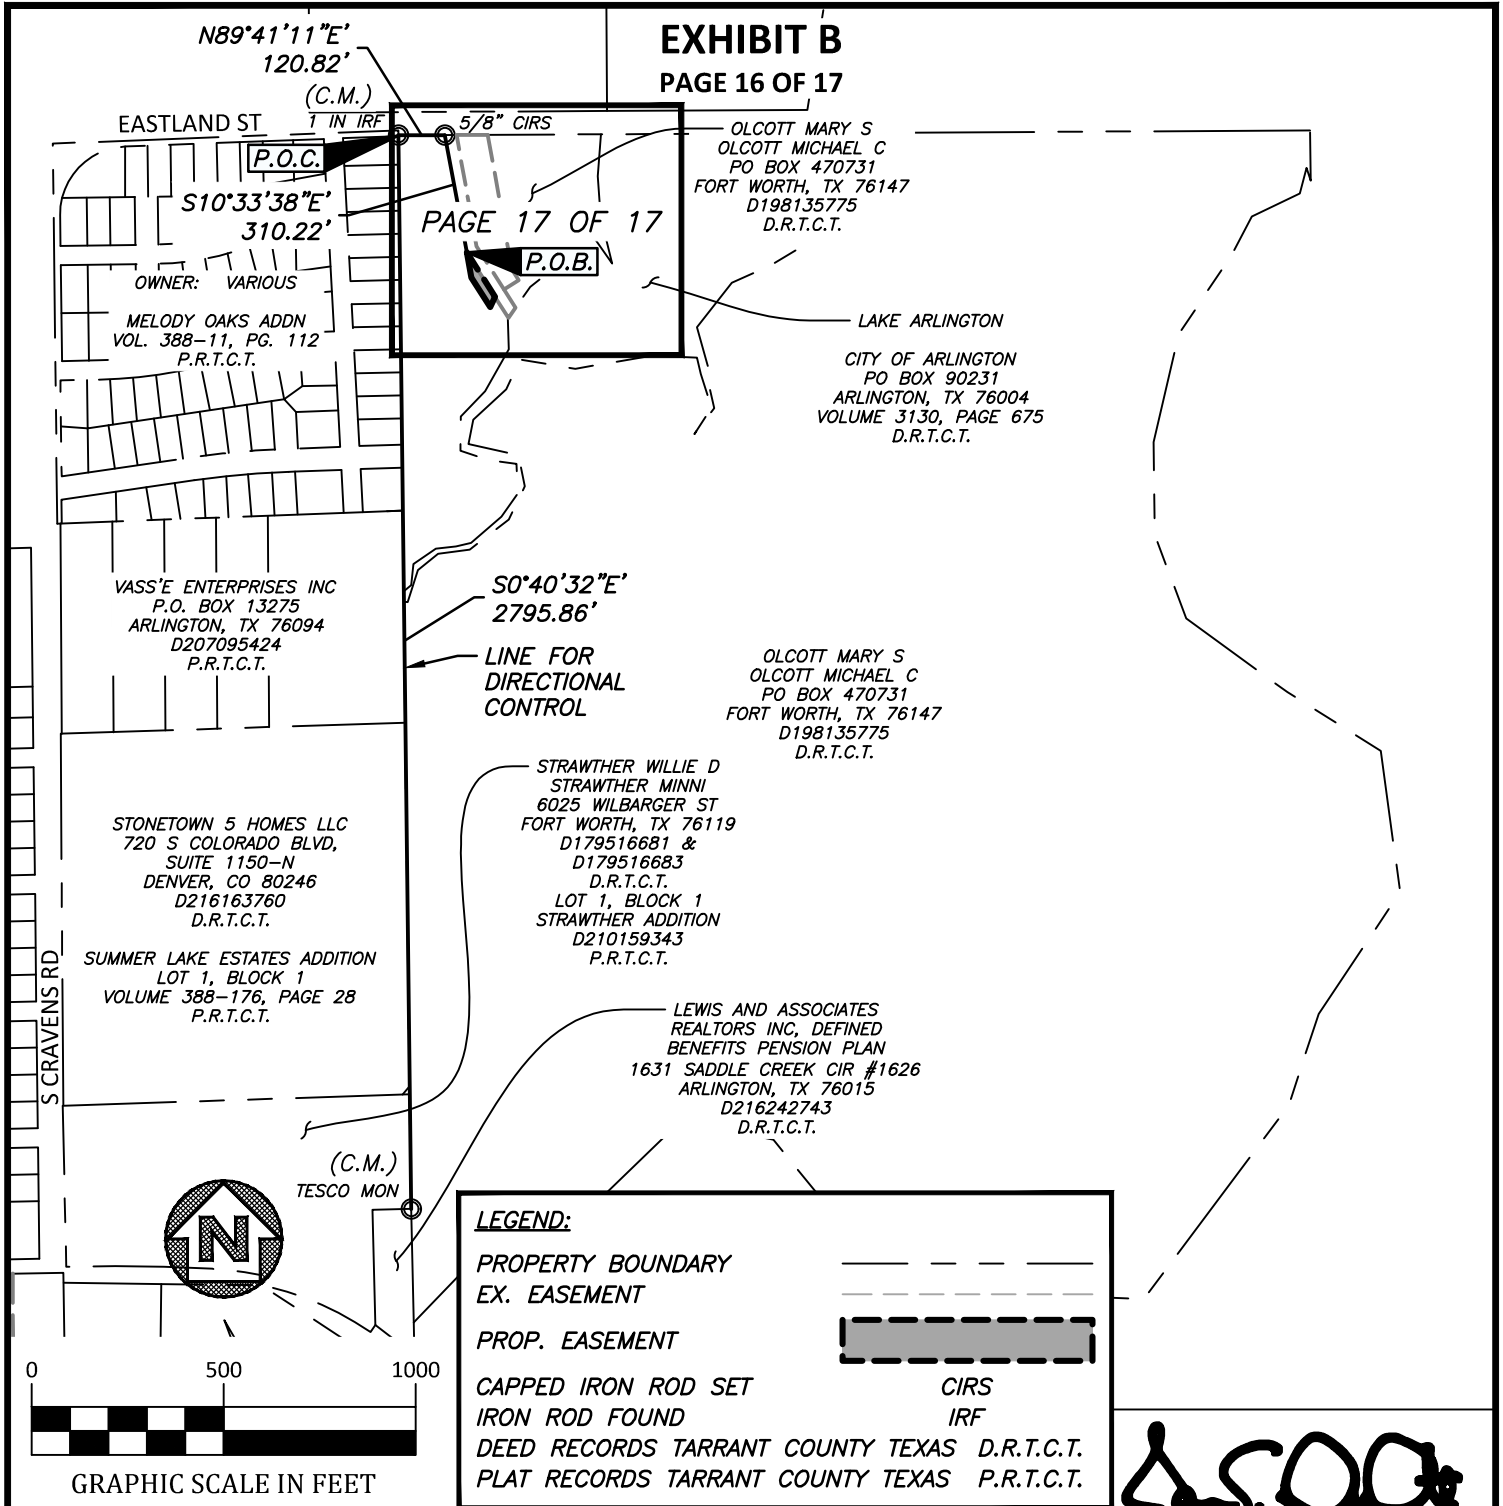 EXHIBIT B
PAGE 16 OF 17
N89°41'11"E'
120.82'
(C.M.)
1 IN IRF
5/8" CIRS
EASTLAND ST
P.O.C.
S10°33'38"E'
310.22'
PAGE 17 OF 17
P.O.B.
OLCOTT MARY S
OLCOTT MICHAEL C
PO BOX 470731
FORT WORTH, TX 76147
D198135775
D.R.T.C.T.
OWNER: VARIOUS
MELODY OAKS ADDN
VOL. 388-11, PG. 112
P.R.T.C.T.
LAKE ARLINGTON
CITY OF ARLINGTON
PO BOX 90231
ARLINGTON, TX 76004
VOLUME 3130, PAGE 675
D.R.T.C.T.
VASS'E ENTERPRISES INC
P.O. BOX 13275
ARLINGTON, TX 76094
D207095424
P.R.T.C.T.
S0°40'32"E'
2795.86'
LINE FOR
DIRECTIONAL
CONTROL
OLCOTT MARY S
OLCOTT MICHAEL C
PO BOX 470731
FORT WORTH, TX 76147
D198135775
D.R.T.C.T.
STRAWTHER WILLIE D
STRAWTHER MINNI
6025 WILBARGER ST
FORT WORTH, TX 76119
D179516681 &
D179516683
D.R.T.C.T.
LOT 1, BLOCK 1
STRAWTHER ADDITION
D210159343
P.R.T.C.T.
STONETOWN 5 HOMES LLC
720 S COLORADO BLVD,
SUITE 1150-N
DENVER, CO 80246
D216163760
D.R.T.C.T.
SUMMER LAKE ESTATES ADDITION
LOT 1, BLOCK 1
VOLUME 388-176, PAGE 28
P.R.T.C.T.
S CRAVENS RD
LEWIS AND ASSOCIATES
REALTORS INC, DEFINED
BENEFITS PENSION PLAN
1631 SADDLE CREEK CIR #1626
ARLINGTON, TX 76015
D216242743
D.R.T.C.T.
(C.M.)
TESCO MON
N
LEGEND:
PROPERTY BOUNDARY
EX. EASEMENT
PROP. EASEMENT
CAPPED IRON ROD SET CIRS
IRON ROD FOUND IRF
DEED RECORDS TARRANT COUNTY TEXAS D.R.T.C.T.
PLAT RECORDS TARRANT COUNTY TEXAS P.R.T.C.T.
0 500 1000
GRAPHIC SCALE IN FEET